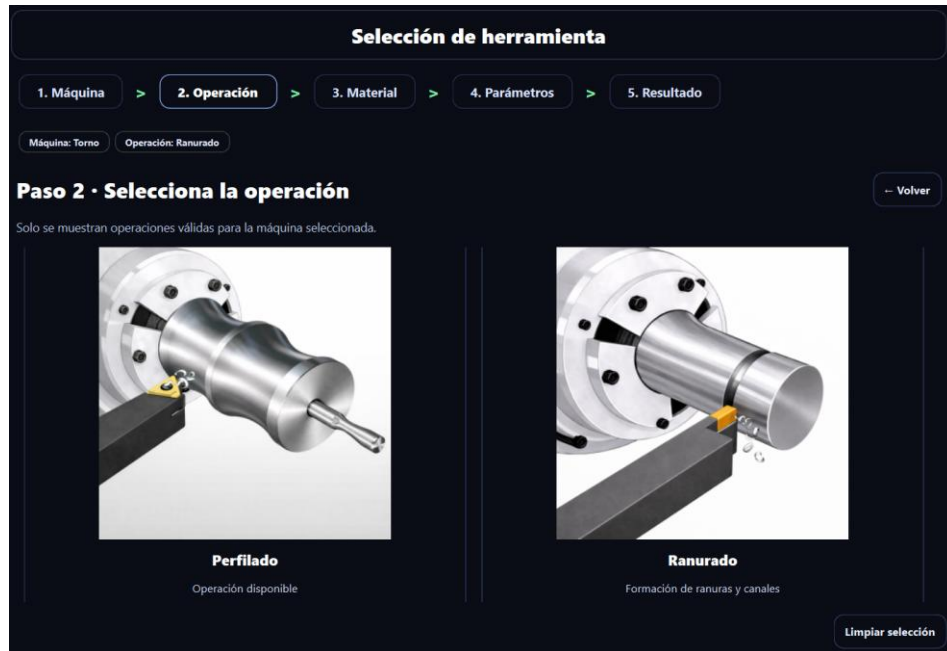 Selección de herramienta
1. Máquina > 2. Operación > 3. Material > 4. Parámetros > 5. Resultado
Máquina: Torno Operación: Ranurado
Paso 2 · Selecciona la operación
← Volver
Solo se muestran operaciones válidas para la máquina seleccionada.
Perfilado
Operación disponible
Ranurado
Formación de ranuras y canales
Limpiar selección